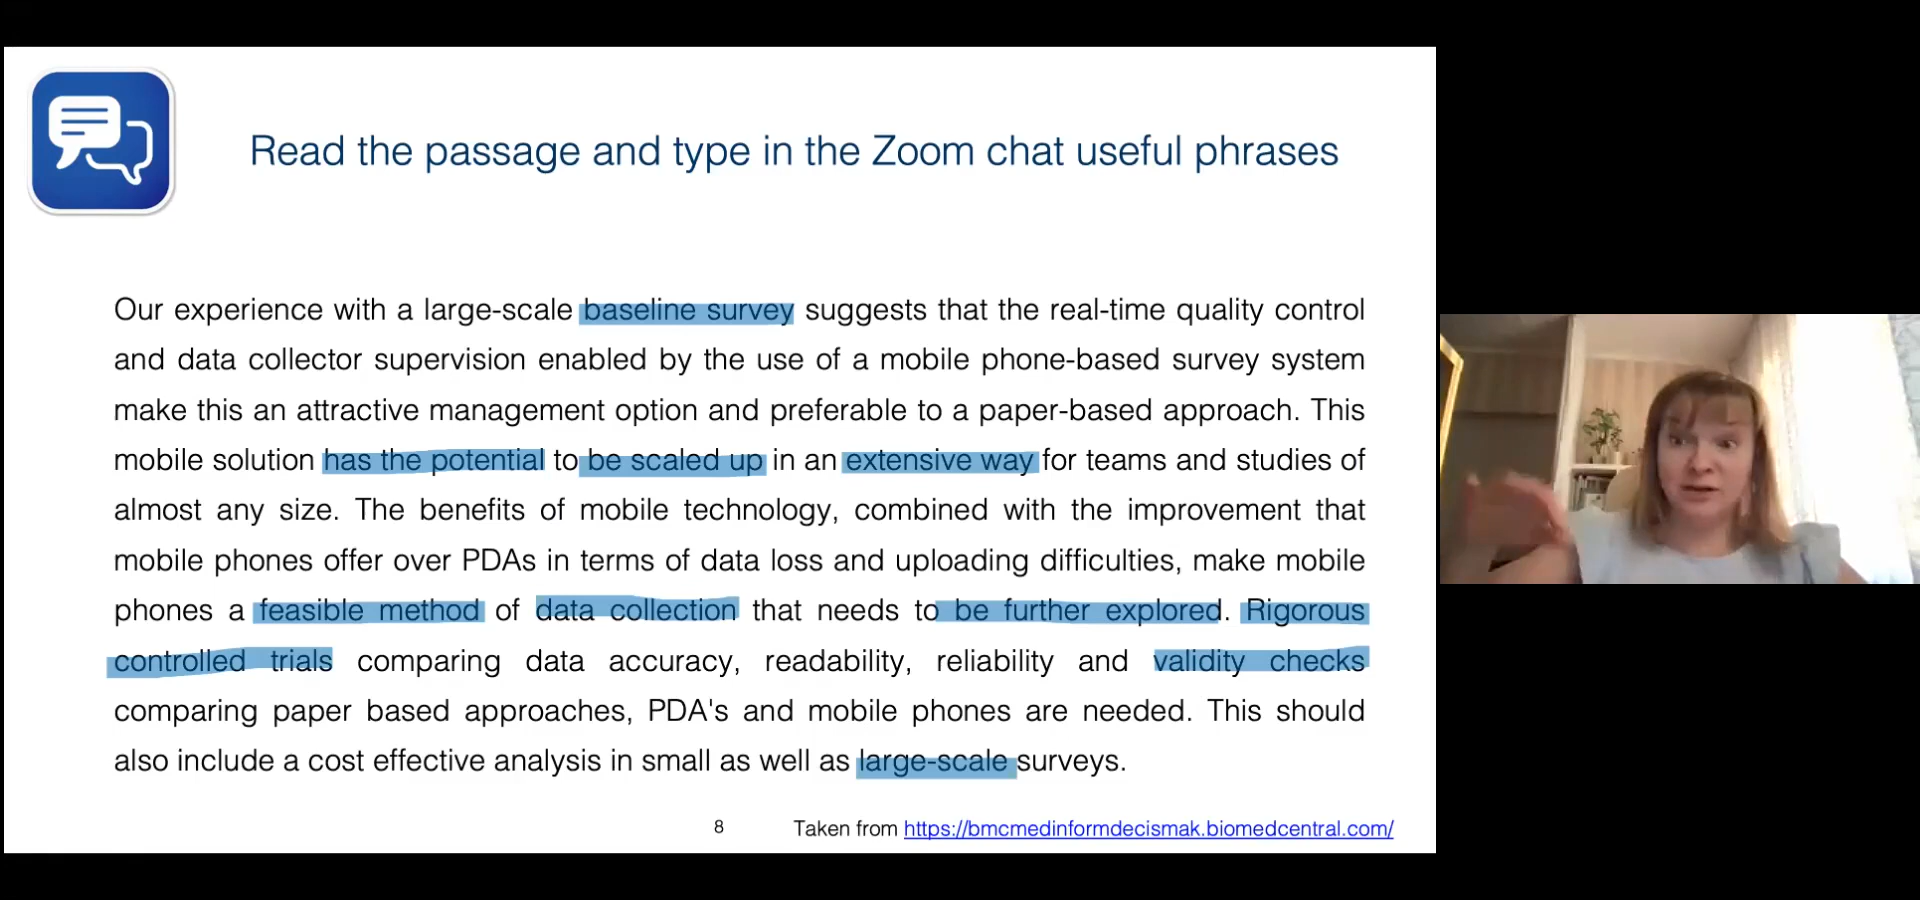 Read the passage and type in the Zoom chat useful phrases
Our experience with a large-scale baseline survey suggests that the real-time quality control
and data collector supervision enabled by the use of a mobile phone-based survey system
make this an attractive management option and preferable to a paper-based approach. This
mobile solution has the potential to be scaled up in an extensive way for teams and studies of
almost any size. The benefits of mobile technology, combined with the improvement that
mobile phones offer over PDAs in terms of data loss and uploading difficulties, make mobile
phones a feasible method of data collection that needs to be further explored. Rigorous
controlled trials comparing data accuracy, readability, reliability and validity checks
comparing paper based approaches, PDA's and mobile phones are needed. This should
also include a cost effective analysis in small as well as large-scale surveys.
8 Taken from https://bmcmedinformdecismak.biomedcentral.com/